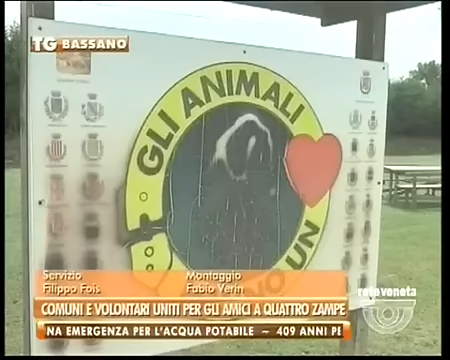 TG BASSANO
GLI ANIMALI
NO UN
Servizio
Filippo Fois
Montaggio
Fabio Verin
COMUNI E VOLONTARI UNITI PER GLI AMICI A QUATTRO ZAMPE
reteveneta
NA EMERGENZA PER L'ACQUA POTABILE ~ 409 ANNI PE